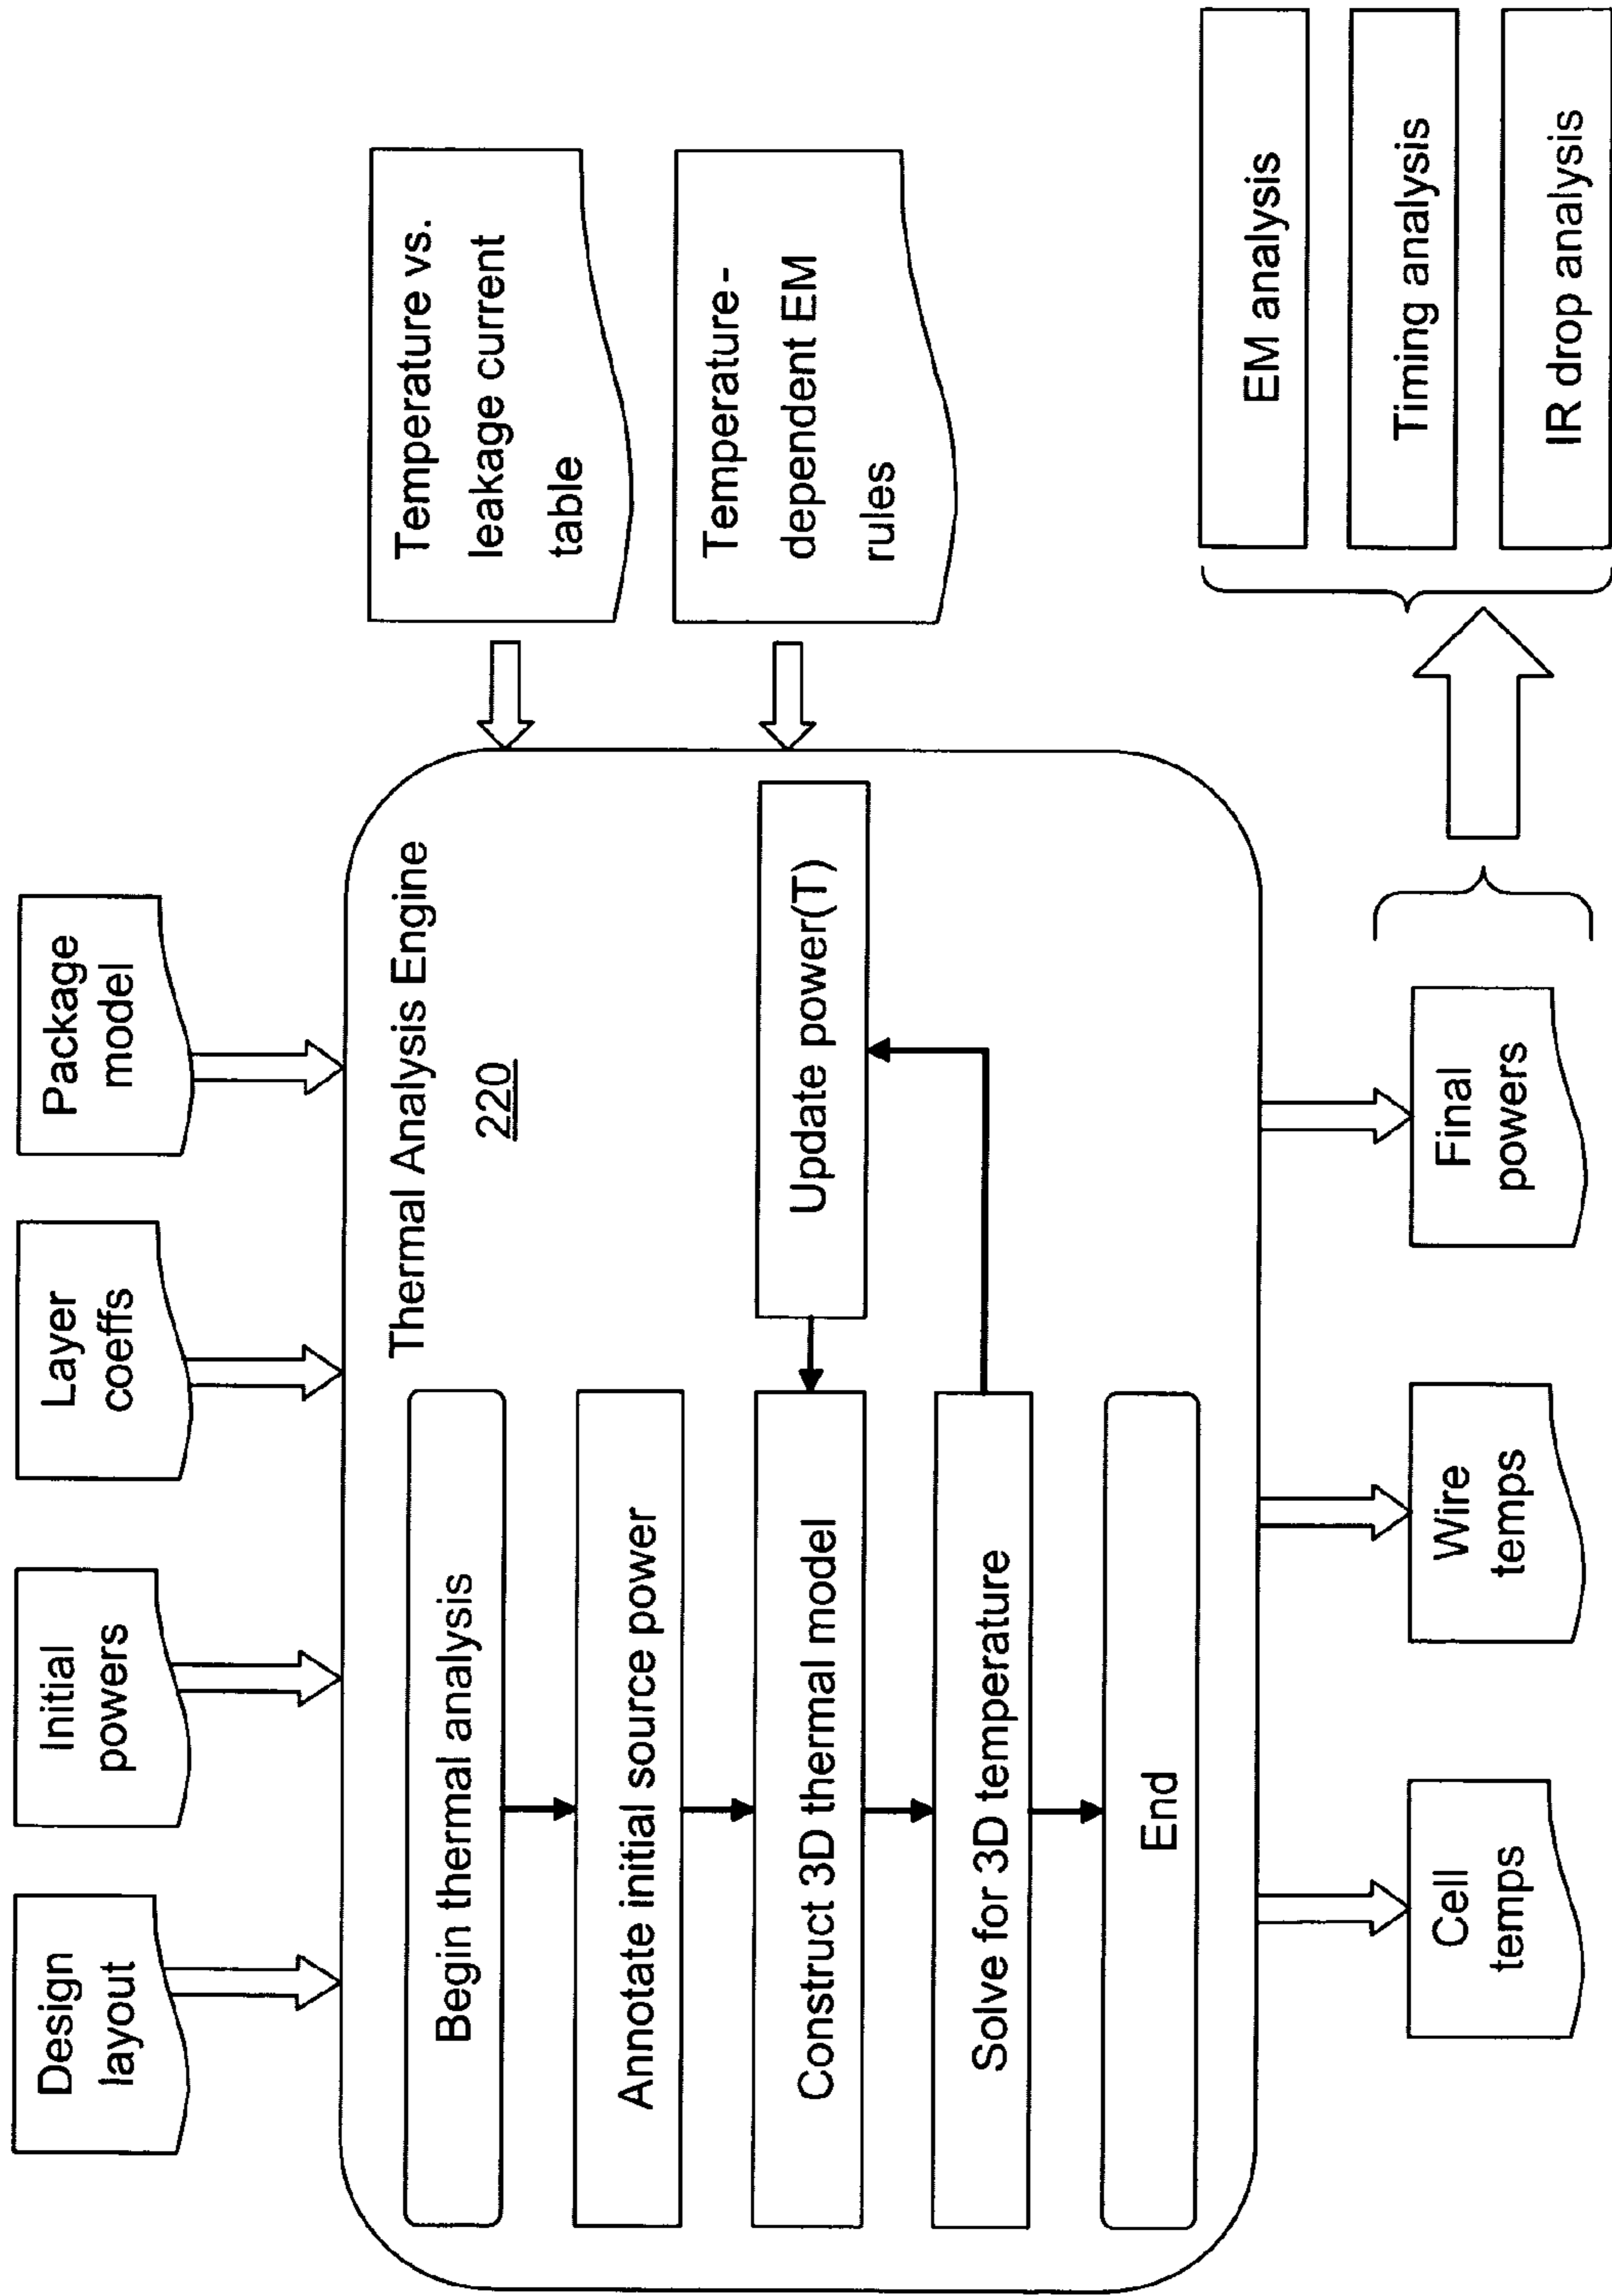 Design
layout
Initial
powers
Layer
coeffs
Package
model
Thermal Analysis Engine
220
Begin thermal analysis
Annotate initial source power
Construct 3D thermal model
Solve for 3D temperature
End
Update power(T)
Temperature vs.
leakage current
table
Temperature-
dependent EM
rules
Cell
temps
Wire
temps
Final
powers
EM analysis
Timing analysis
IR drop analysis